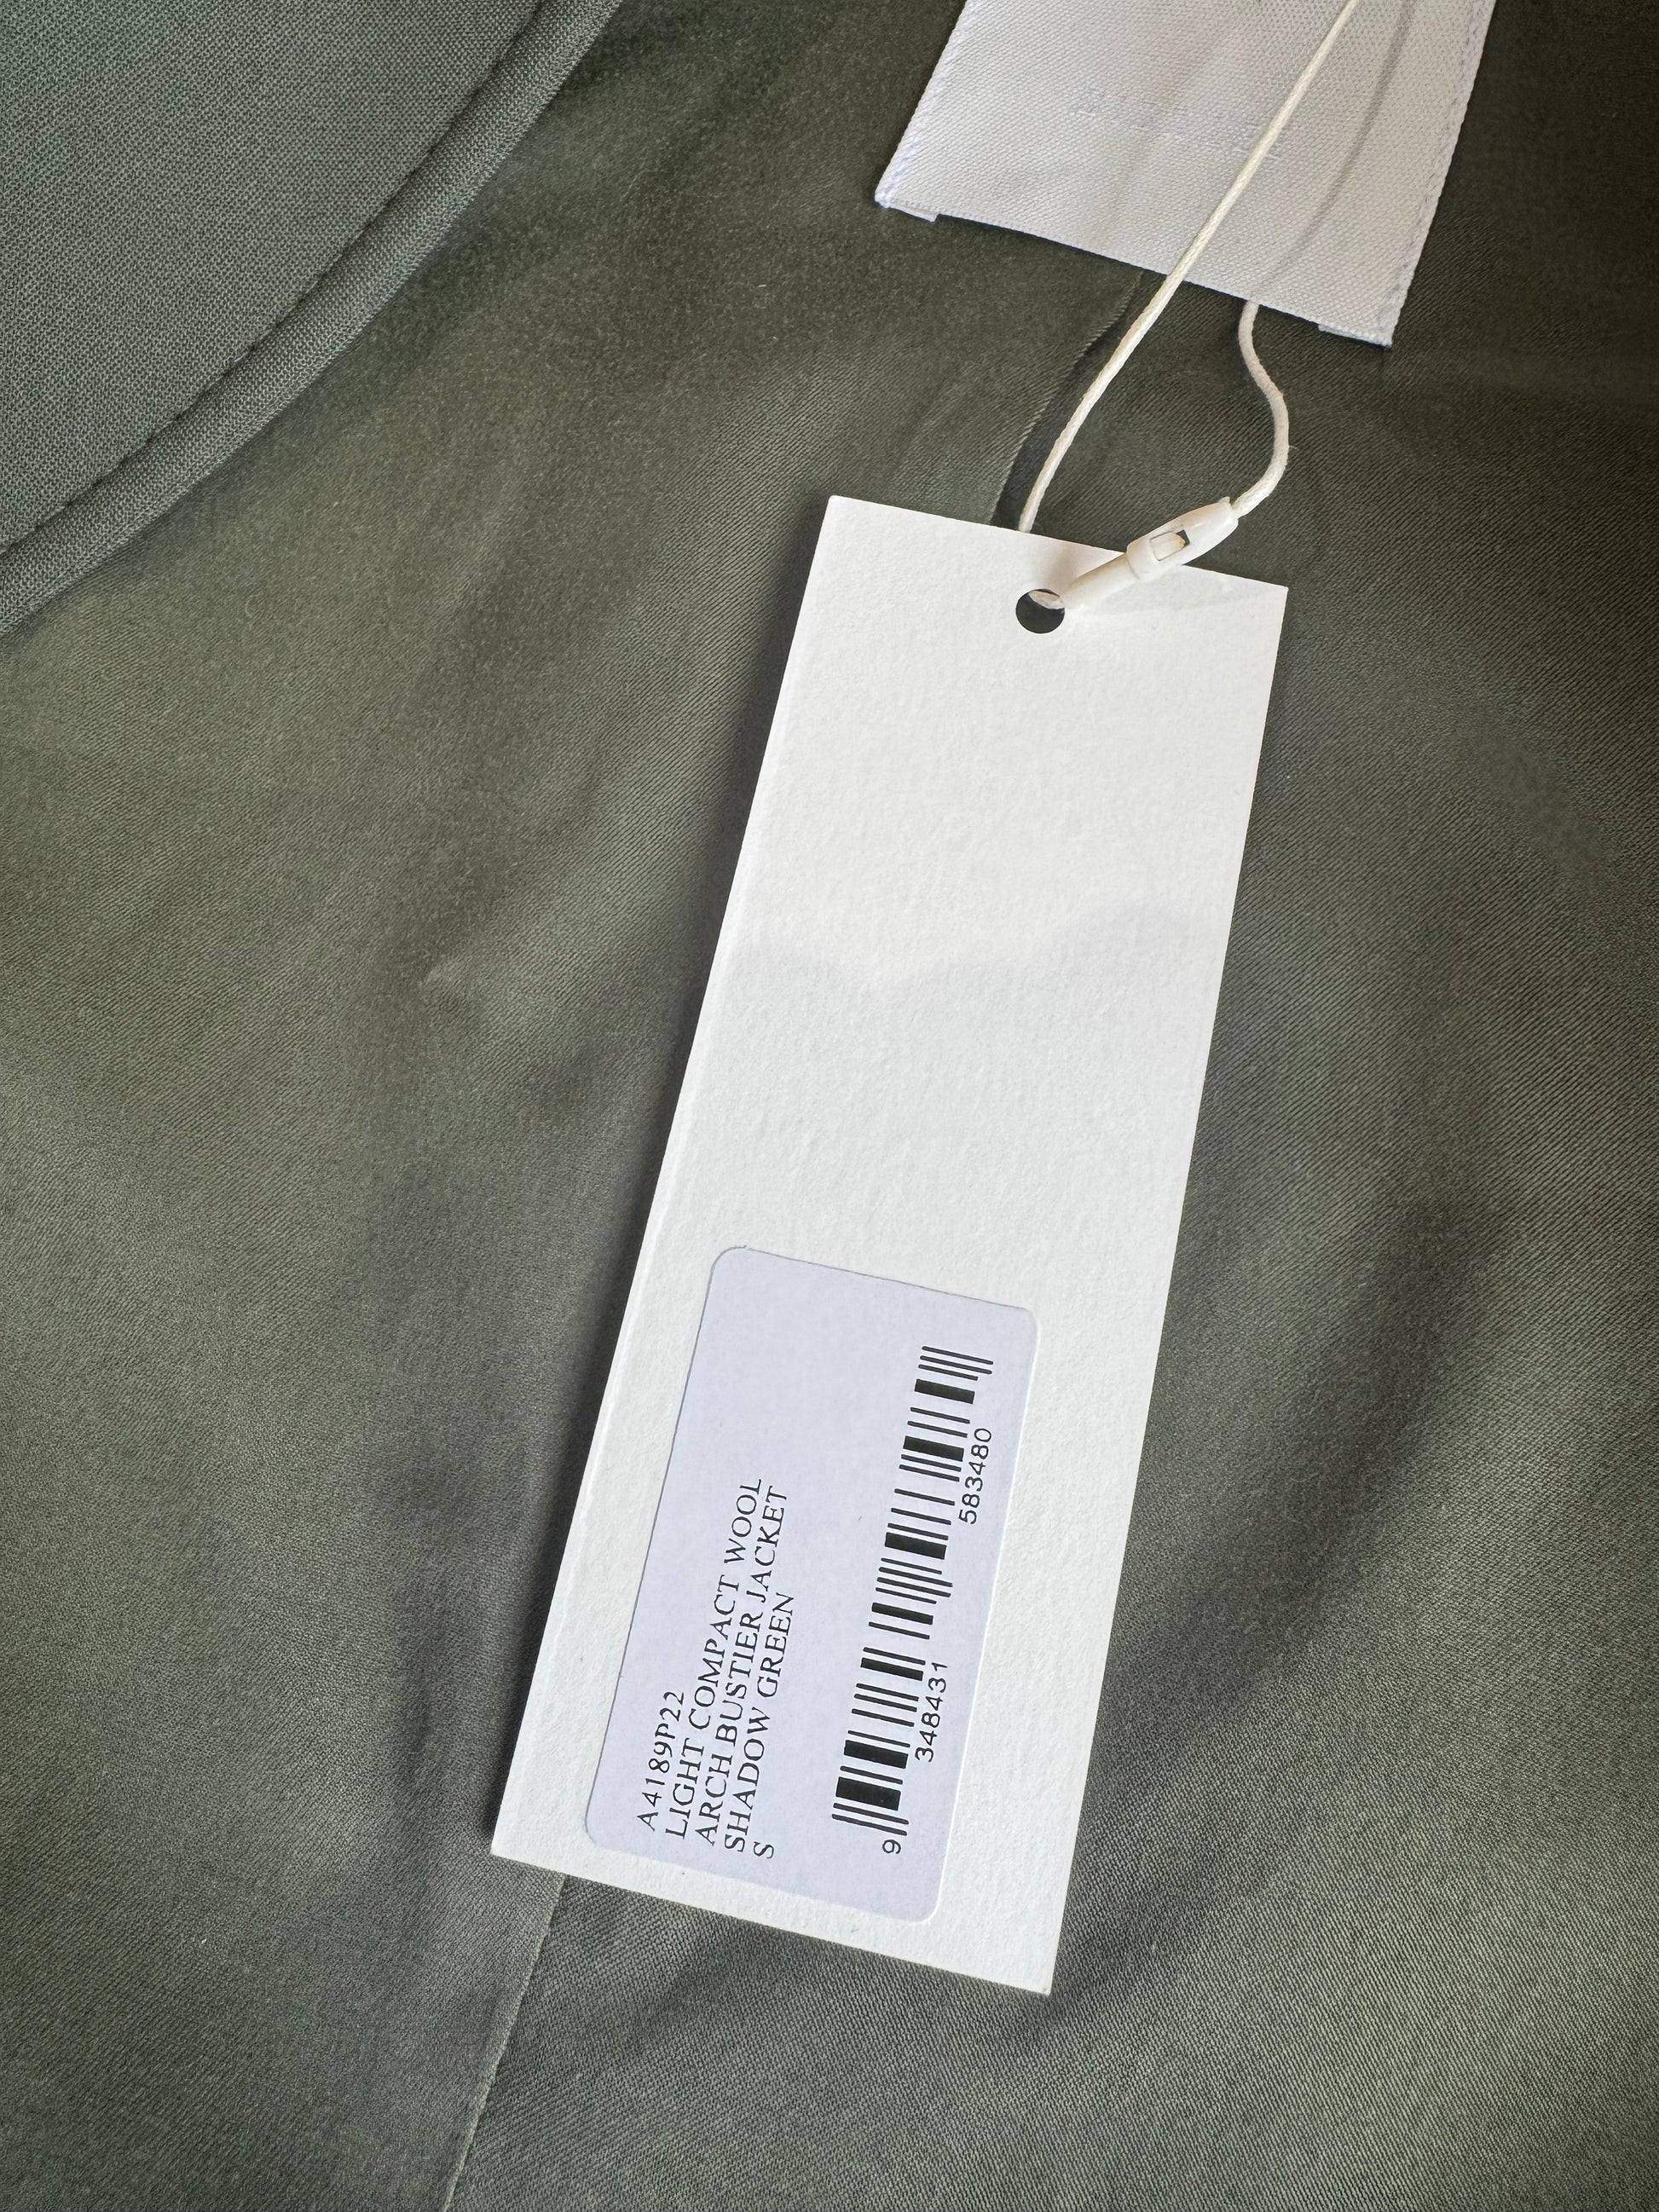 A4189P22
LIGHT COMPACT WOOL
ARCH BUSTIER JACKET
SHADOW GREEN
S
9 348431 583480